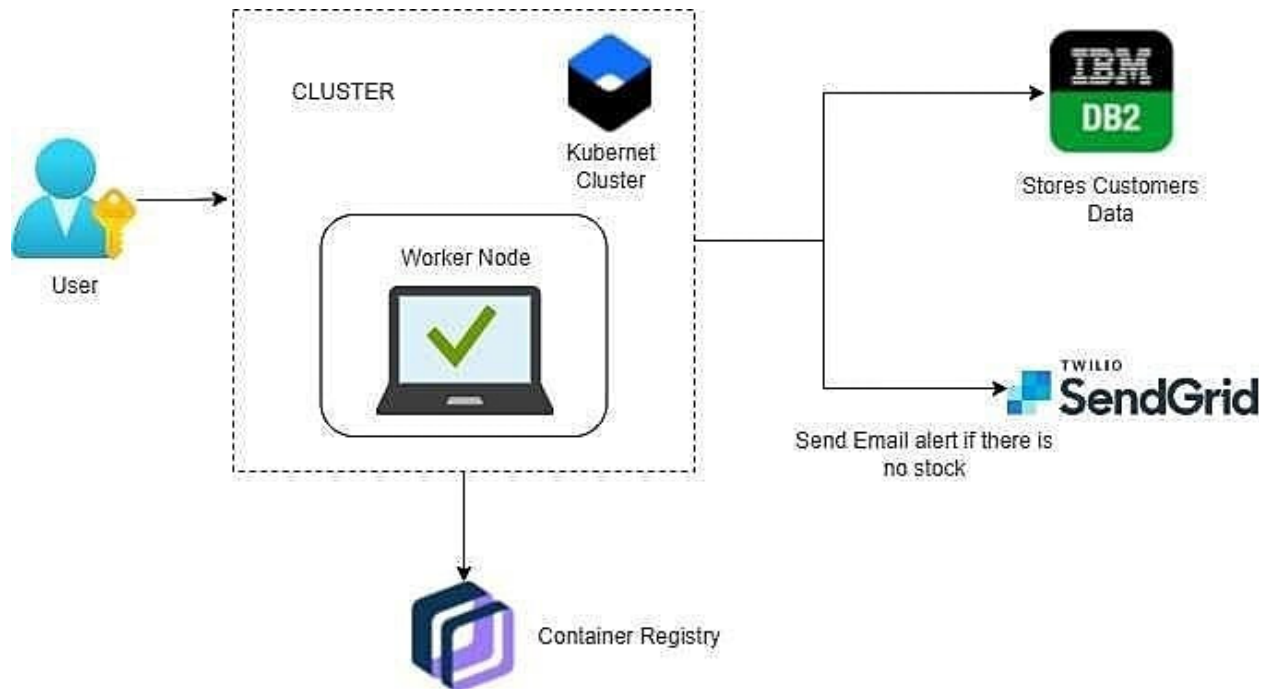 CLUSTER
Kubernet
Cluster
Worker Node
User
IBM
DB2
Stores Customers
Data
TWILIO
SendGrid
Send Email alert if there is
no stock
Container Registry